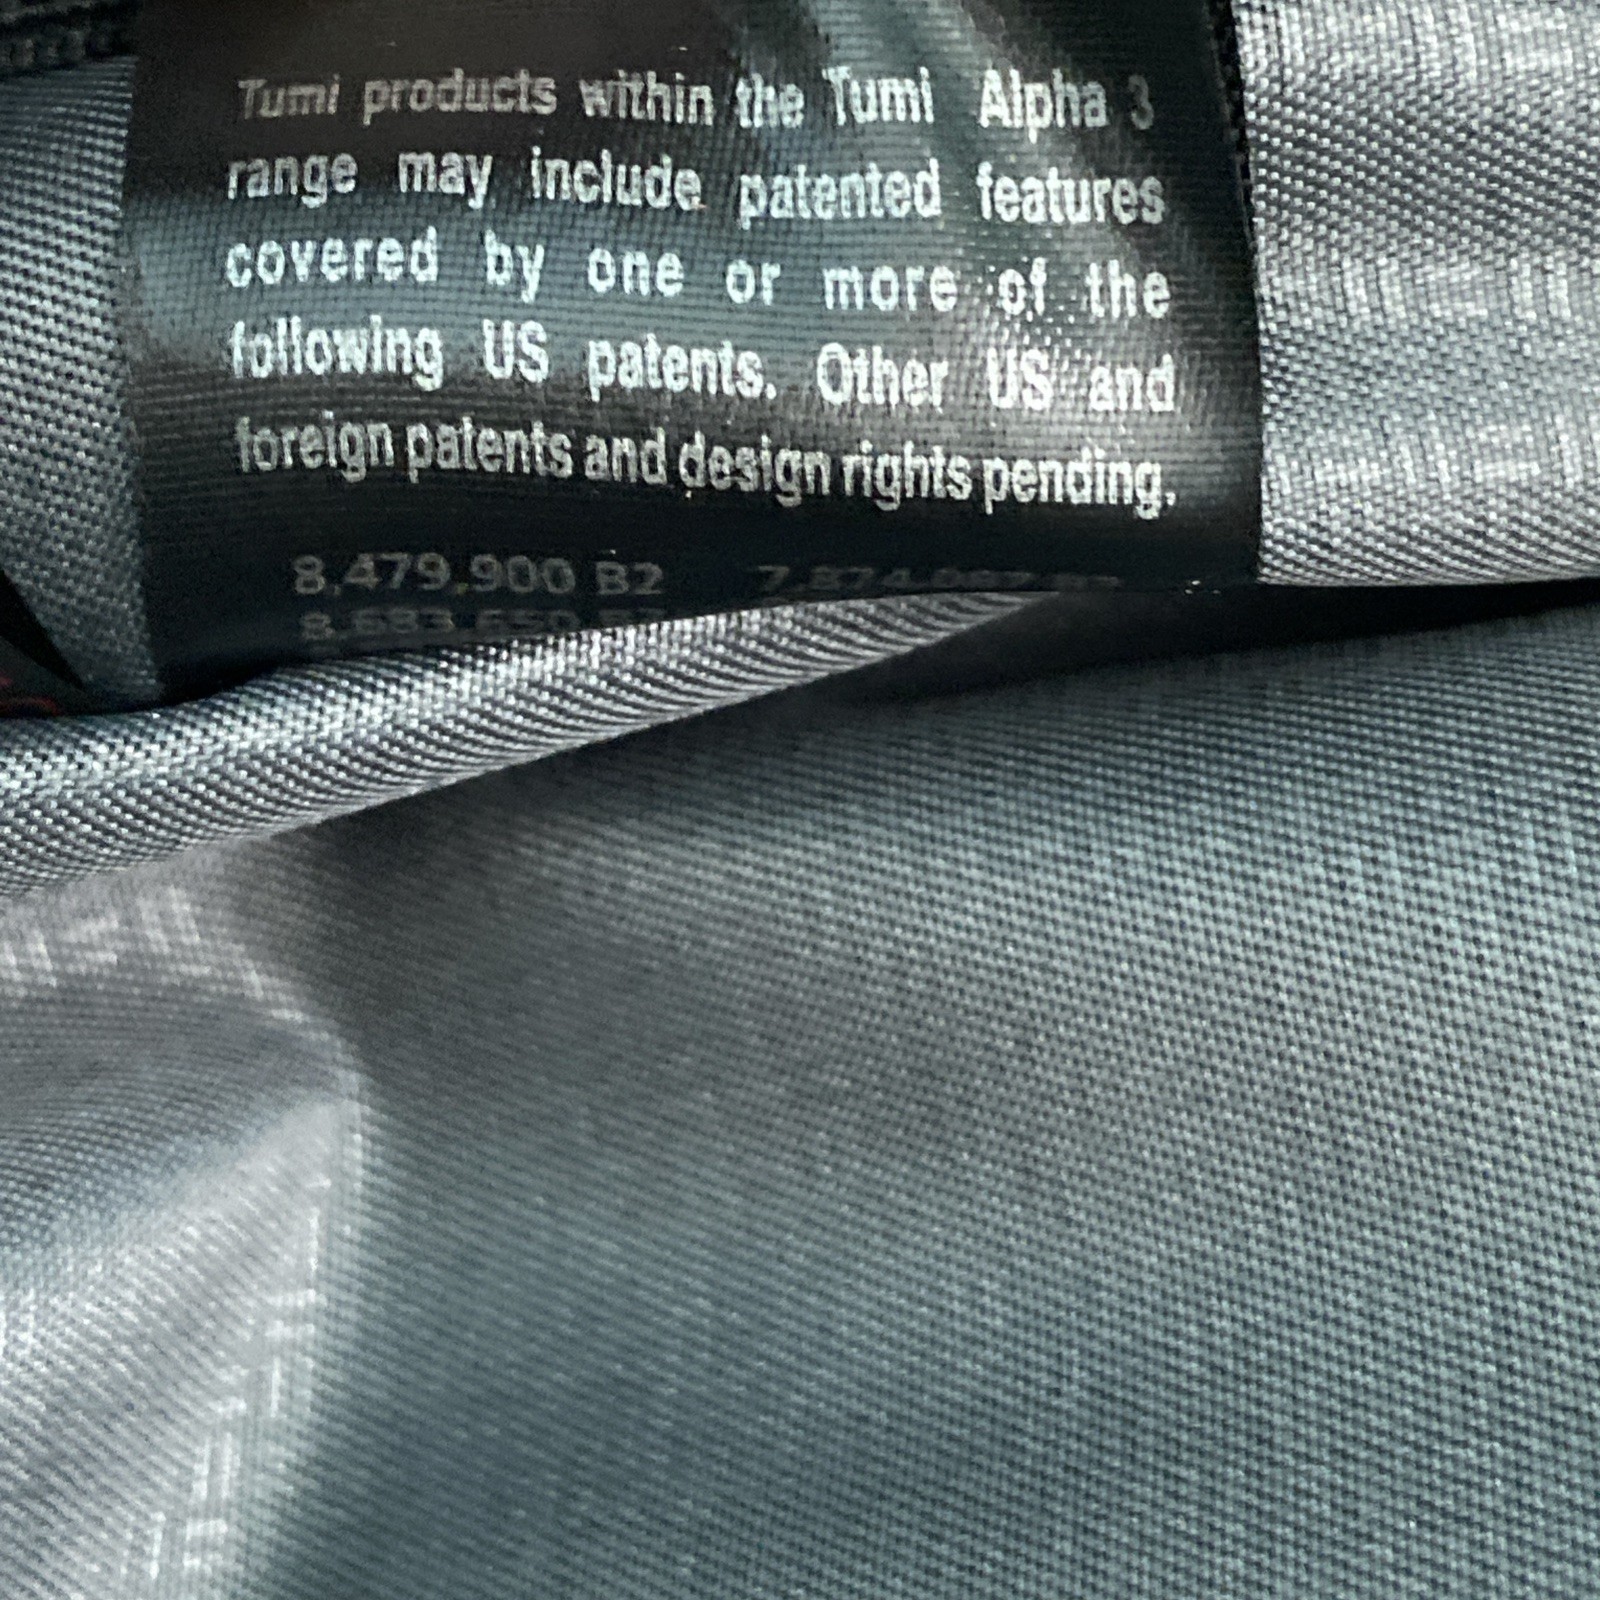 Tumi products within the Tumi Alpha 3
range may include patented features
covered by one or more of the
following US patents. Other US and
foreign patents and design rights pending.
8,479,900 B2